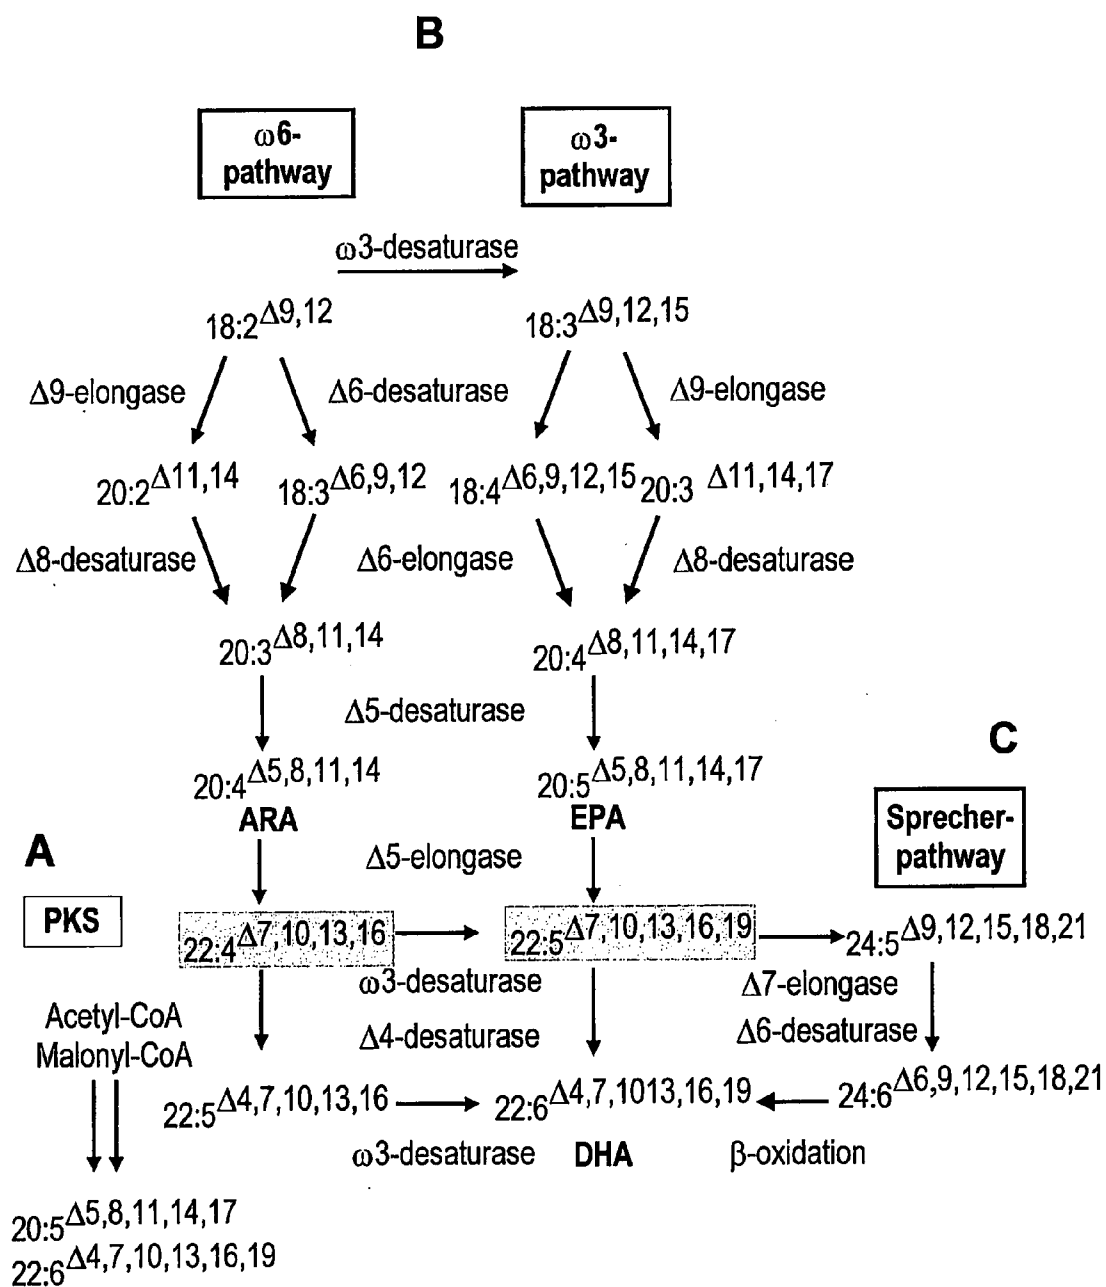 B
ω6-
pathway
ω3-
pathway
ω3-desaturase
18:2Δ9,12
18:3Δ9,12,15
Δ9-elongase
Δ6-desaturase
Δ9-elongase
20:2Δ11,14
18:3Δ6,9,12
18:4Δ6,9,12,15
20:3 Δ11,14,17
Δ8-desaturase
Δ6-elongase
Δ8-desaturase
20:3Δ8,11,14
20:4Δ8,11,14,17
Δ5-desaturase
C
20:4Δ5,8,11,14
20:5Δ5,8,11,14,17
ARA
EPA
Sprecher-
pathway
A
Δ5-elongase
PKS
22:4Δ7,10,13,16
22:5Δ7,10,13,16,19
24:5Δ9,12,15,18,21
ω3-desaturase
Δ7-elongase
Acetyl-CoA
Malonyl-CoA
Δ4-desaturase
Δ6-desaturase
22:5Δ4,7,10,13,16
22:6Δ4,7,1013,16,19
24:6Δ6,9,12,15,18,21
ω3-desaturase
DHA
β-oxidation
20:5Δ5,8,11,14,17
22:6Δ4,7,10,13,16,19